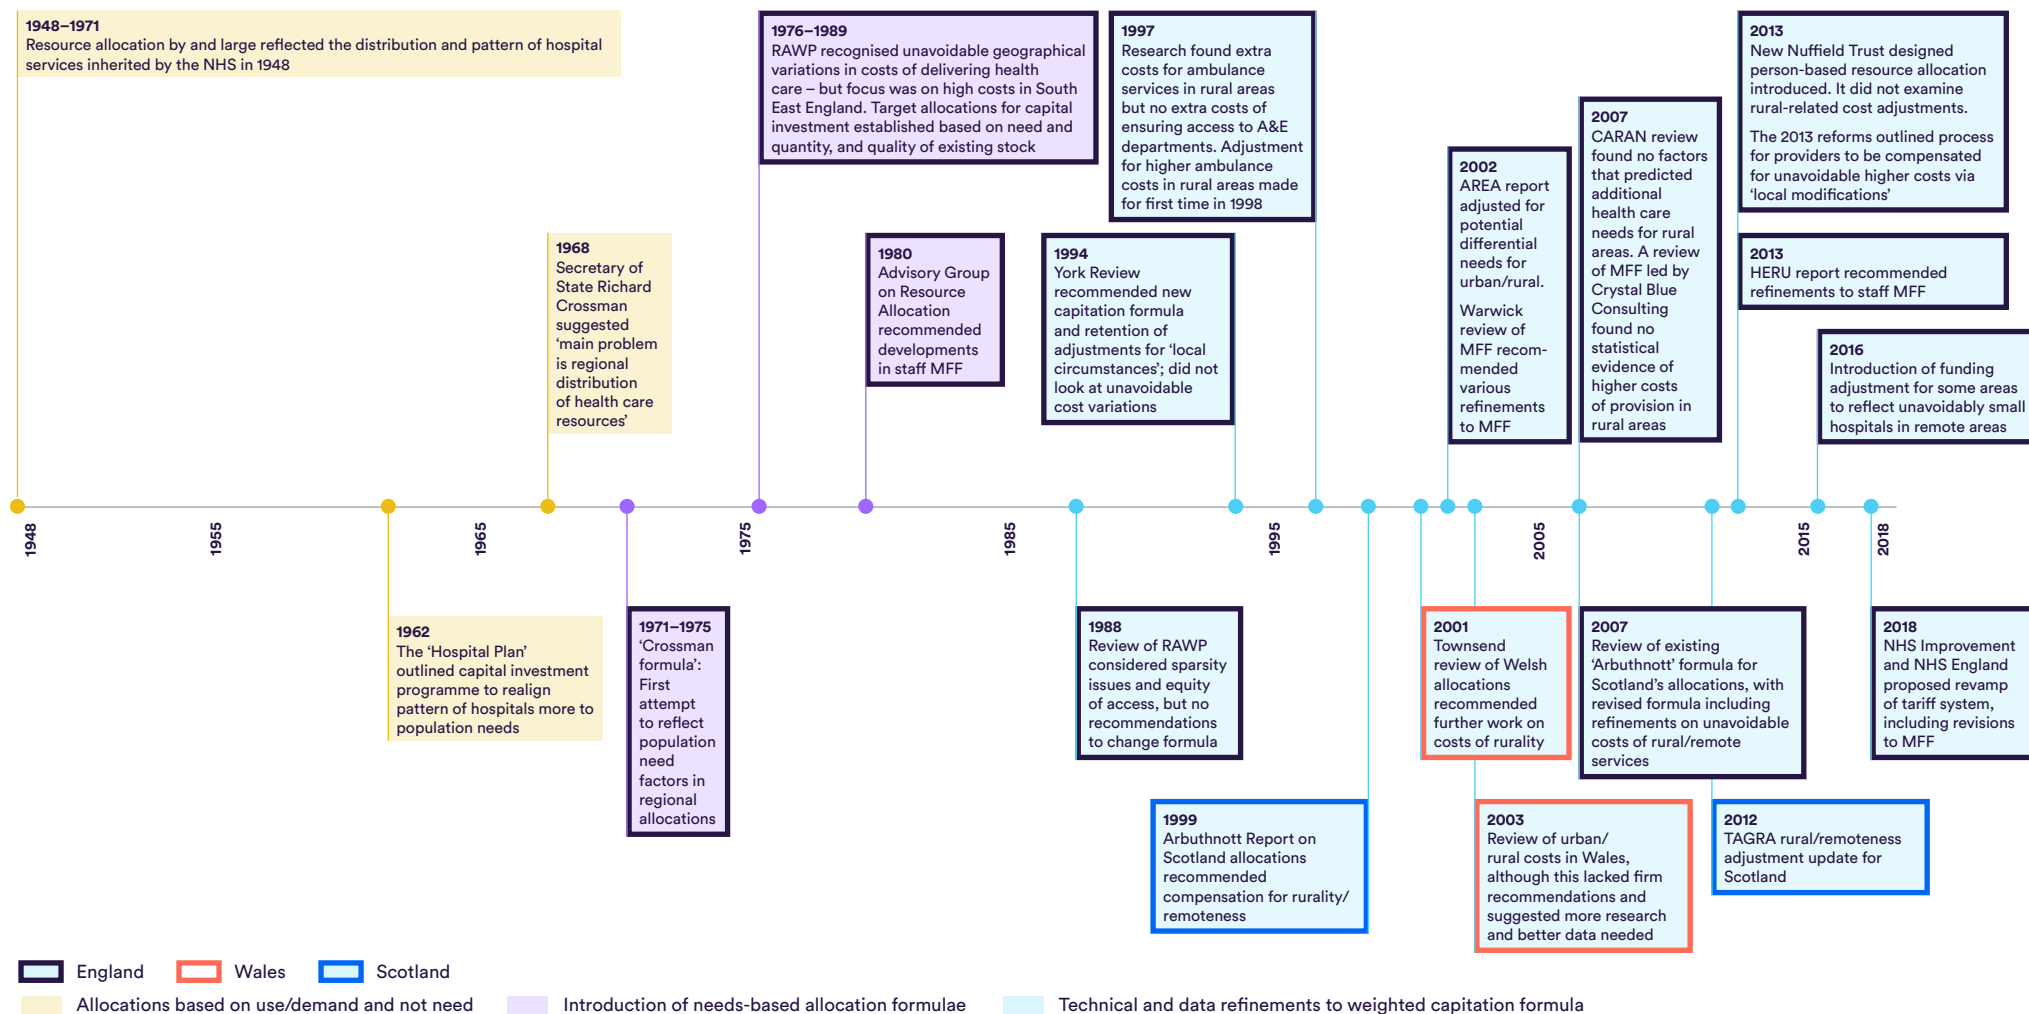 1948–1971
Resource allocation by and large reflected the distribution and pattern of hospital
services inherited by the NHS in 1948
1968
Secretary of
State Richard
Crossman
suggested
‘main problem
is regional
distribution
of health care
resources’
1976–1989
RAWP recognised unavoidable geographical
variations in costs of delivering health
care – but focus was on high costs in South
East England. Target allocations for capital
investment established based on need and
quantity, and quality of existing stock
1980
Advisory Group
on Resource
Allocation
recommended
developments
in staff MFF
1994
York Review
recommended new
capitation formula
and retention of
adjustments for ‘local
circumstances’; did not
look at unavoidable
cost variations
1997
Research found extra
costs for ambulance
services in rural areas
but no extra costs of
ensuring access to A&E
departments. Adjustment
for higher ambulance
costs in rural areas made
for first time in 1998
2002
AREA report
adjusted for
potential
differential
needs for
urban/rural.
Warwick
review of
MFF recom-
mended
various
refinements
to MFF
2007
CARAN review
found no factors
that predicted
additional
health care
needs for rural
areas. A review
of MFF led by
Crystal Blue
Consulting
found no
statistical
evidence of
higher costs
of provision in
rural areas
2013
New Nuffield Trust designed
person-based resource allocation
introduced. It did not examine
rural-related cost adjustments.
The 2013 reforms outlined process
for providers to be compensated
for unavoidable higher costs via
‘local modifications’
2013
HERU report recommended
refinements to staff MFF
2016
Introduction of funding
adjustment for some areas
to reflect unavoidably small
hospitals in remote areas
1948
1955
1965
1975
1985
1995
2005
2015
2018
1962
The ‘Hospital Plan’
outlined capital investment
programme to realign
pattern of hospitals more to
population needs
1971–1975
‘Crossman
formula’:
First
attempt
to reflect
population
need
factors in
regional
allocations
1988
Review of RAWP
considered sparsity
issues and equity
of access, but no
recommendations
to change formula
1999
Arbuthnott Report on
Scotland allocations
recommended
compensation for rurality/
remoteness
2001
Townsend
review of Welsh
allocations
recommended
further work on
costs of rurality
2003
Review of urban/
rural costs in Wales,
although this lacked firm
recommendations and
suggested more research
and better data needed
2007
Review of existing
‘Arbuthnott’ formula for
Scotland’s allocations, with
revised formula including
refinements on unavoidable
costs of rural/remote
services
2012
TAGRA rural/remoteness
adjustment update for
Scotland
2018
NHS Improvement
and NHS England
proposed revamp
of tariff system,
including revisions
to MFF
England
Wales
Scotland
Allocations based on use/demand and not need
Introduction of needs-based allocation formulae
Technical and data refinements to weighted capitation formula